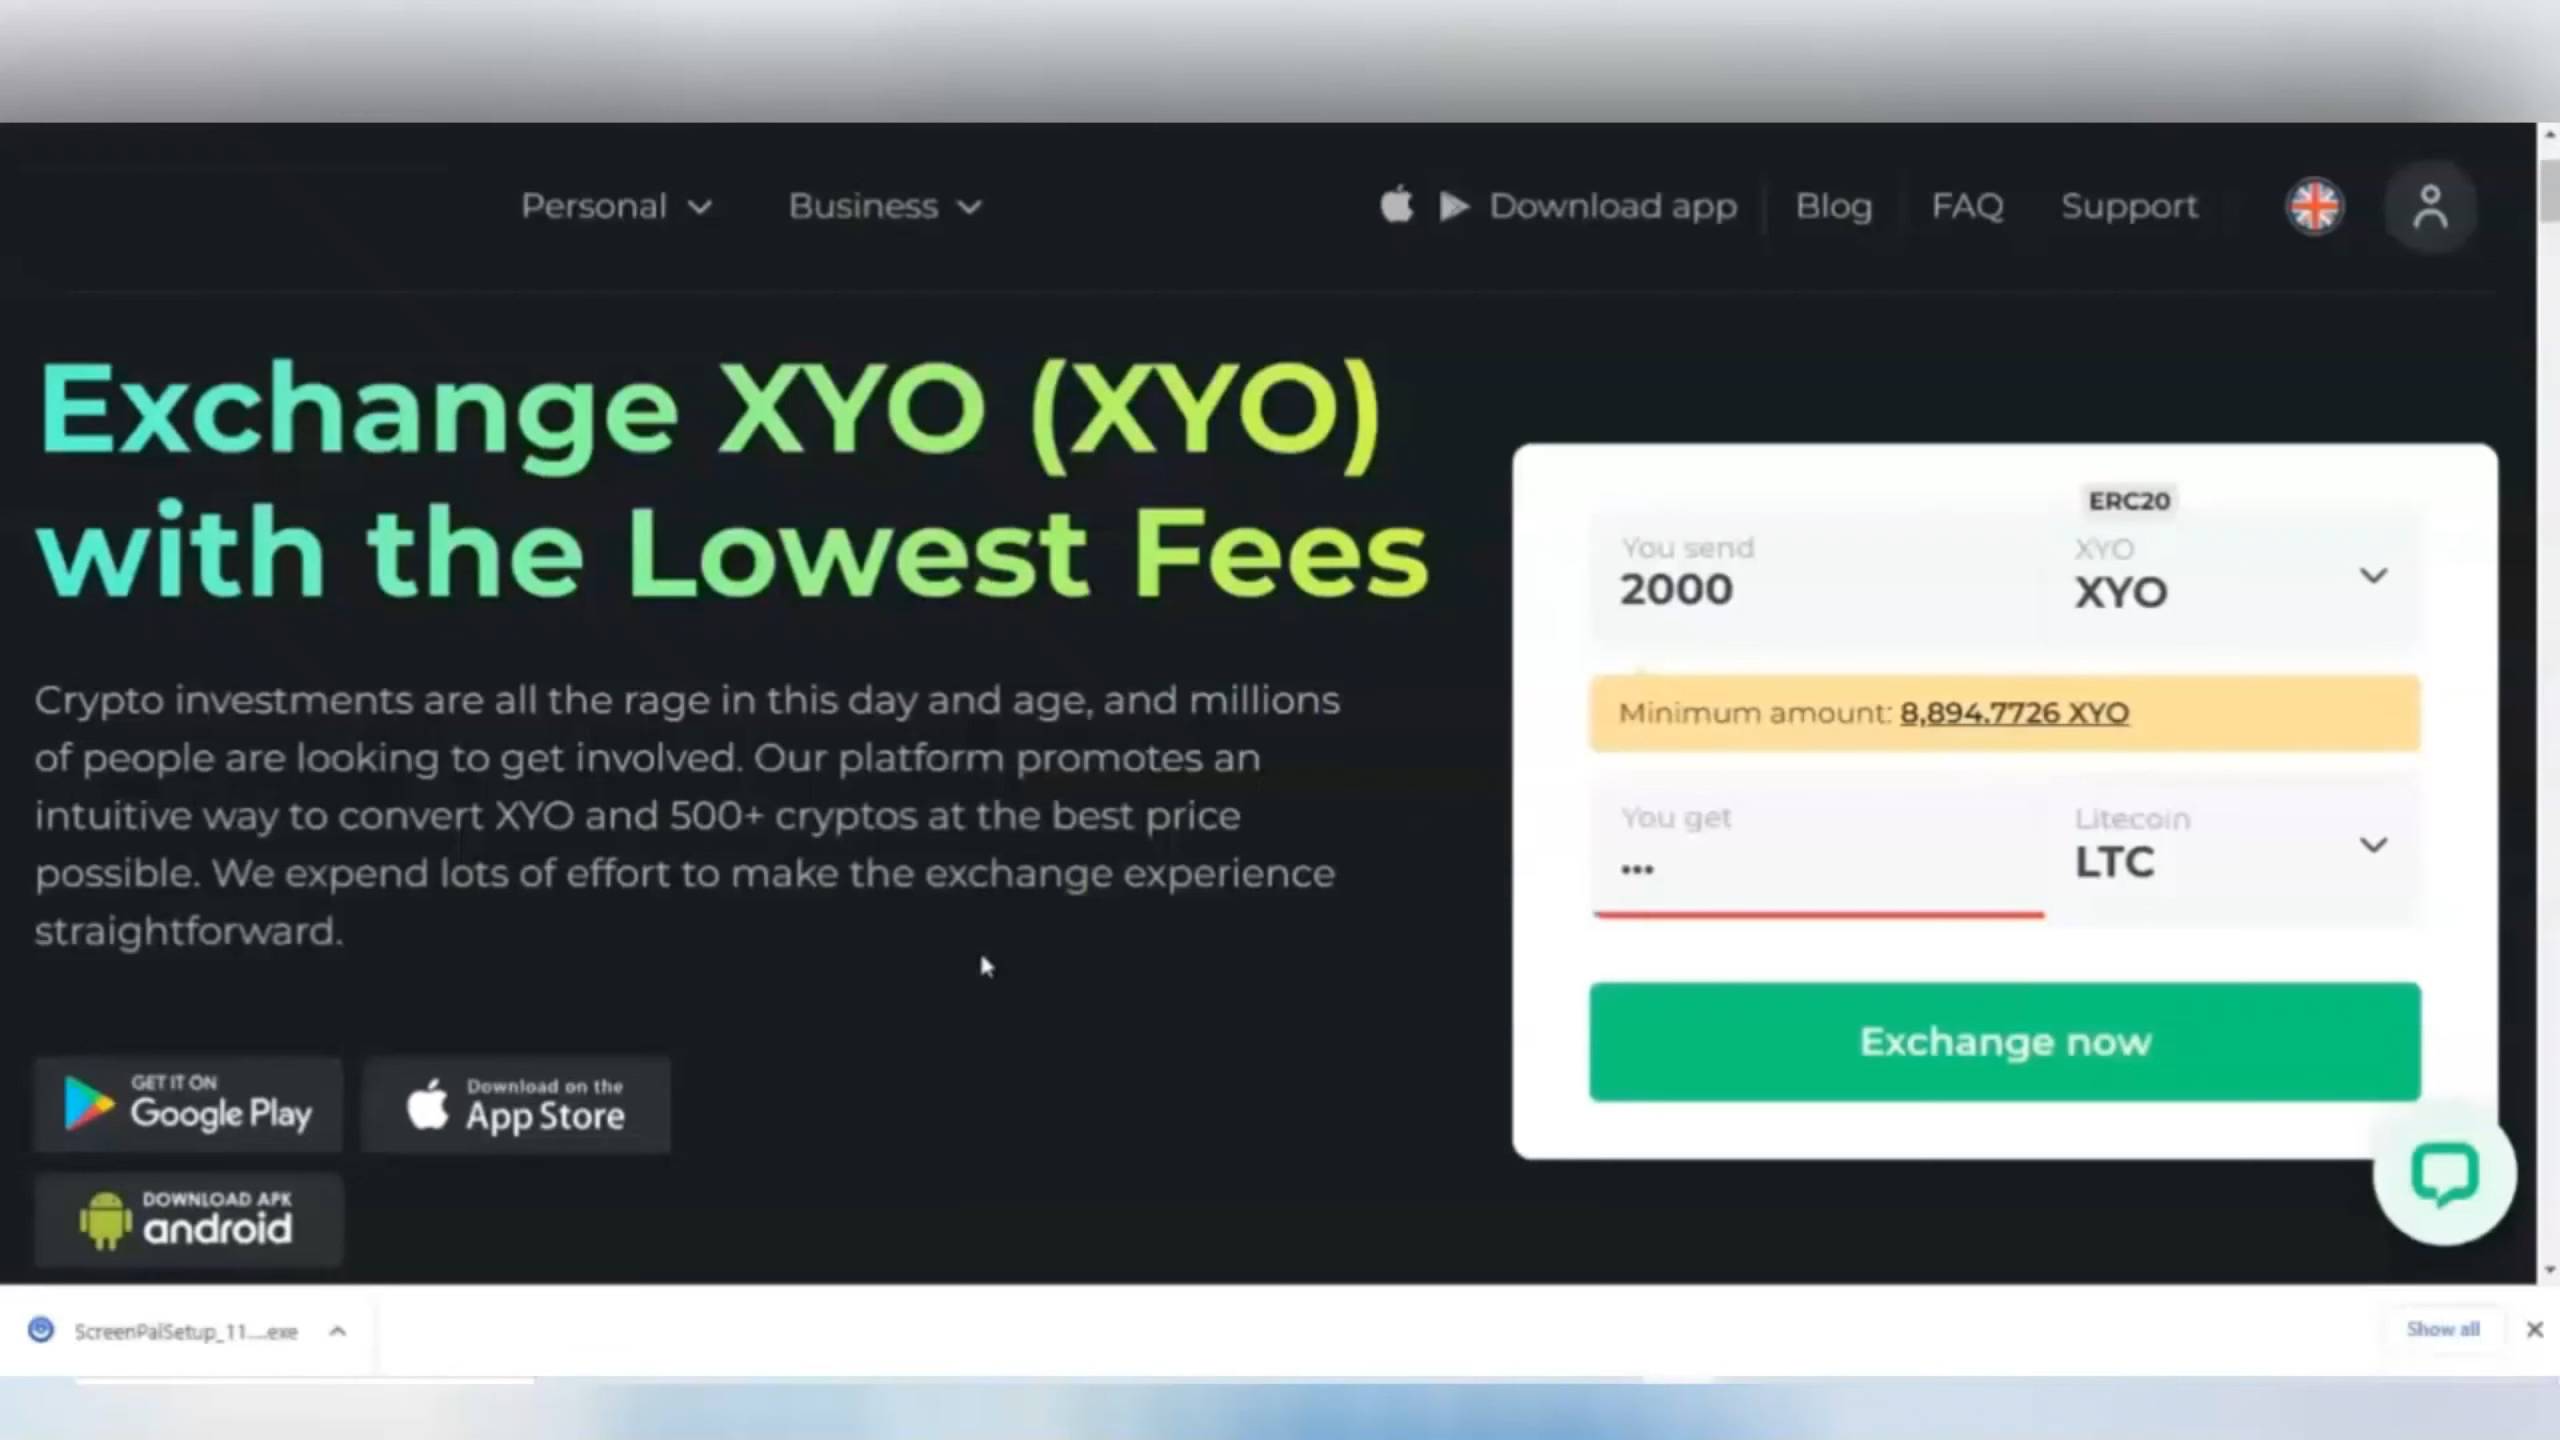 Personal
Business
Download app
Blog
FAQ
Support
Exchange XYO (XYO)
with the Lowest Fees
Crypto investments are all the rage in this day and age, and millions
of people are looking to get involved. Our platform promotes an
intuitive way to convert XYO and 500+ cryptos at the best price
possible. We expend lots of effort to make the exchange experience
straightforward.
GET IT ON
Google Play
Download on the
App Store
DOWNLOAD APK
android
ERC20
You send
2000
XYO
XYO
Minimum amount: 8,894.7726 XYO
You get
...
Litecoin
LTC
Exchange now
ScreenPalSetup_11....exe
Show all